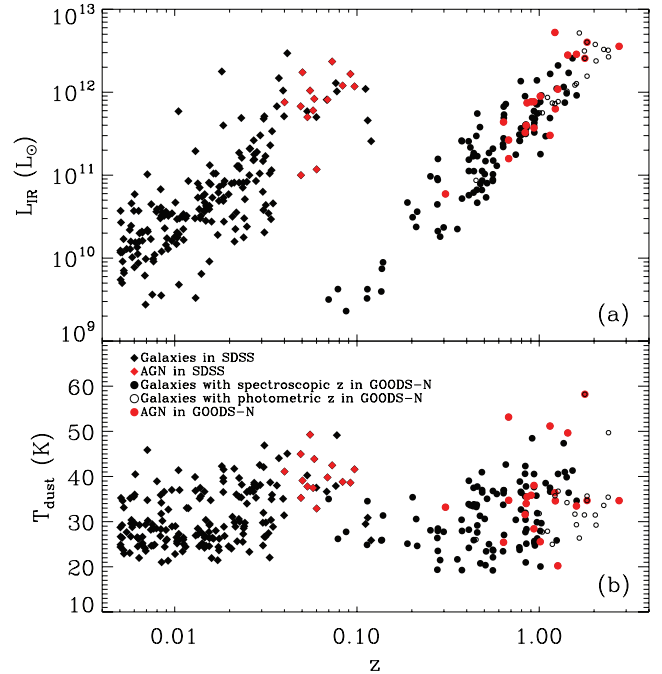 10¹³
10¹²
10¹¹
10¹⁰
10⁹
L_IR (L_⊙)
(a)
◆ Galaxies in SDSS
◆ AGN in SDSS
● Galaxies with spectroscopic z in GOODS−N
○ Galaxies with photometric z in GOODS−N
● AGN in GOODS−N
60
50
40
30
20
10
T_dust (K)
(b)
0.01 0.10 1.00
z